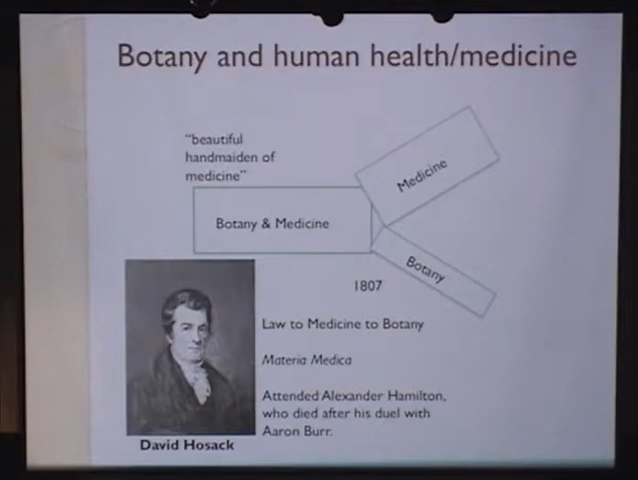 Botany and human health/medicine
"beautiful
handmaiden of
medicine"
Medicine
Botany & Medicine
Botany
1807
Law to Medicine to Botany
Materia Medica
Attended Alexander Hamilton,
who died after his duel with
Aaron Burr.
David Hosack